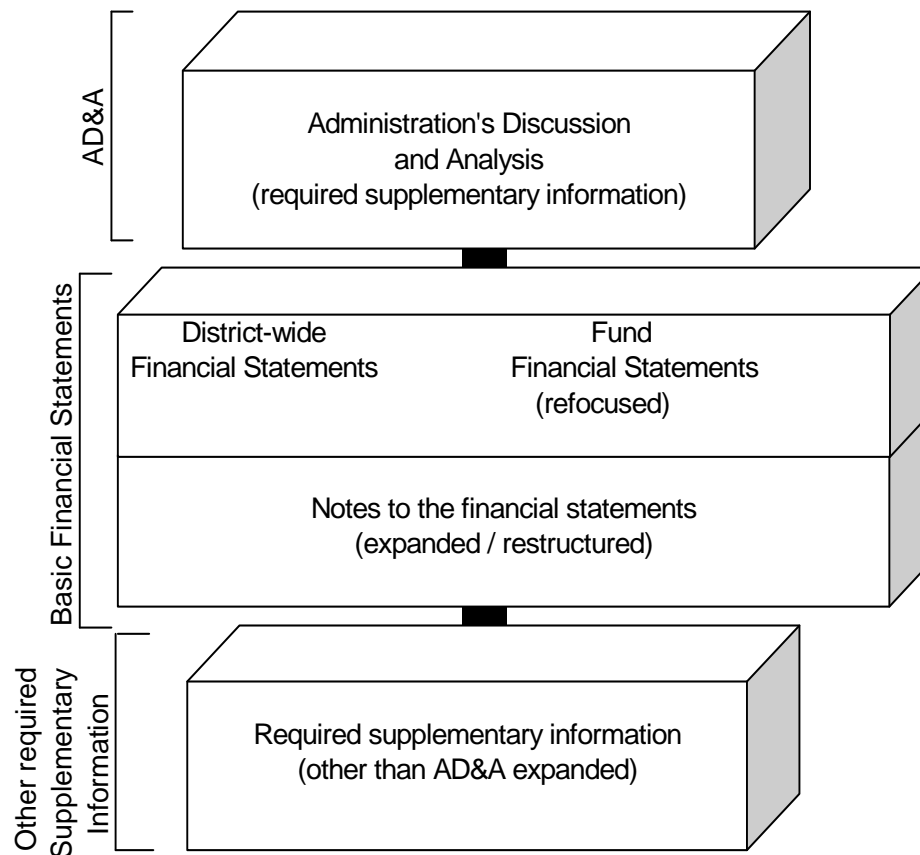 AD&A
Administration's Discussion
and Analysis
(required supplementary information)
Basic Financial Statements
District-wide
Financial Statements
Fund
Financial Statements
(refocused)
Notes to the financial statements
(expanded / restructured)
Other required
Supplementary
Information
Required supplementary information
(other than AD&A expanded)